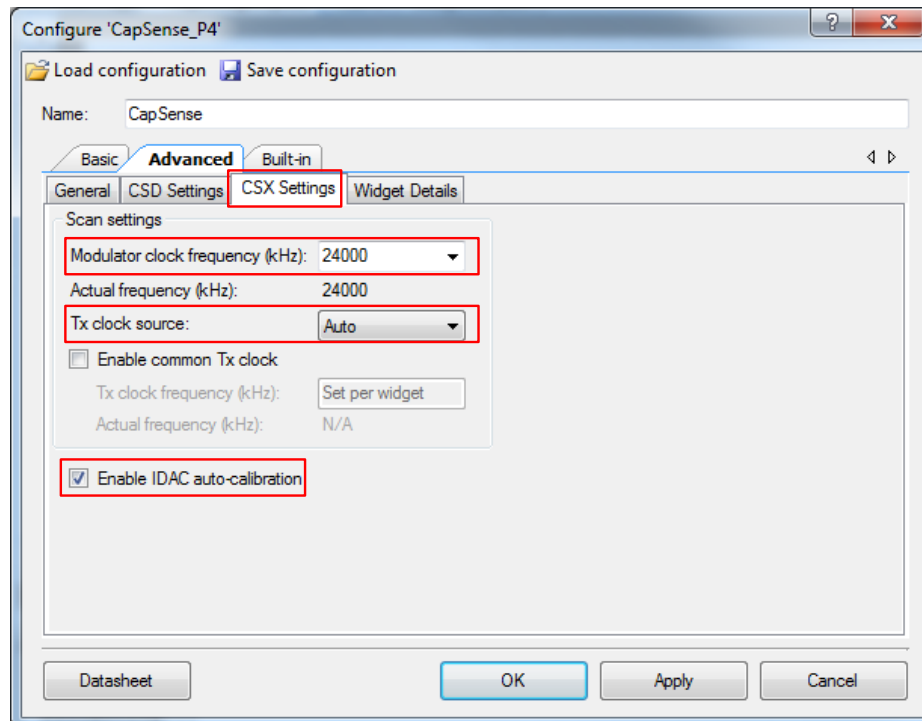 Configure 'CapSense_P4'
Load configuration Save configuration
Name: CapSense
Basic Advanced Built-in
General CSD Settings CSX Settings Widget Details
Scan settings
Modulator clock frequency (kHz): 24000
Actual frequency (kHz): 24000
Tx clock source: Auto
Enable common Tx clock
Tx clock frequency (kHz): Set per widget
Actual frequency (kHz): N/A
Enable IDAC auto-calibration
Datasheet OK Apply Cancel